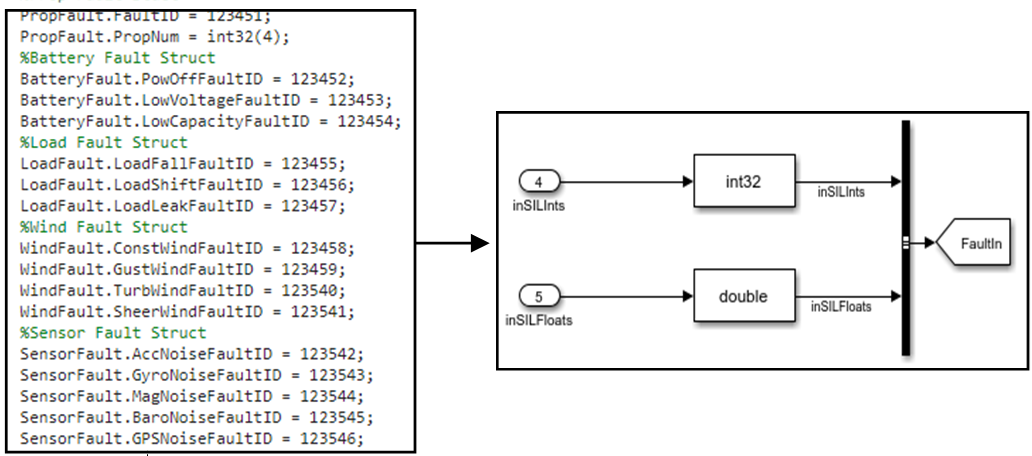 PropFault.FaultID = 123451;
PropFault.PropNum = int32(4);
%Battery Fault Struct
BatteryFault.PowOffFaultID = 123452;
BatteryFault.LowVoltageFaultID = 123453;
BatteryFault.LowCapacityFaultID = 123454;
%Load Fault Struct
LoadFault.LoadFallFaultID = 123455;
LoadFault.LoadShiftFaultID = 123456;
LoadFault.LoadLeakFaultID = 123457;
%Wind Fault Struct
WindFault.ConstWindFaultID = 123458;
WindFault.GustWindFaultID = 123459;
WindFault.TurbWindFaultID = 123540;
WindFault.SheerWindFaultID = 123541;
%Sensor Fault Struct
SensorFault.AccNoiseFaultID = 123542;
SensorFault.GyroNoiseFaultID = 123543;
SensorFault.MagNoiseFaultID = 123544;
SensorFault.BaroNoiseFaultID = 123545;
SensorFault.GPSNoiseFaultID = 123546;
4
inSILInts
int32
inSILInts
FaultIn
5
inSILFloats
double
inSILFloats